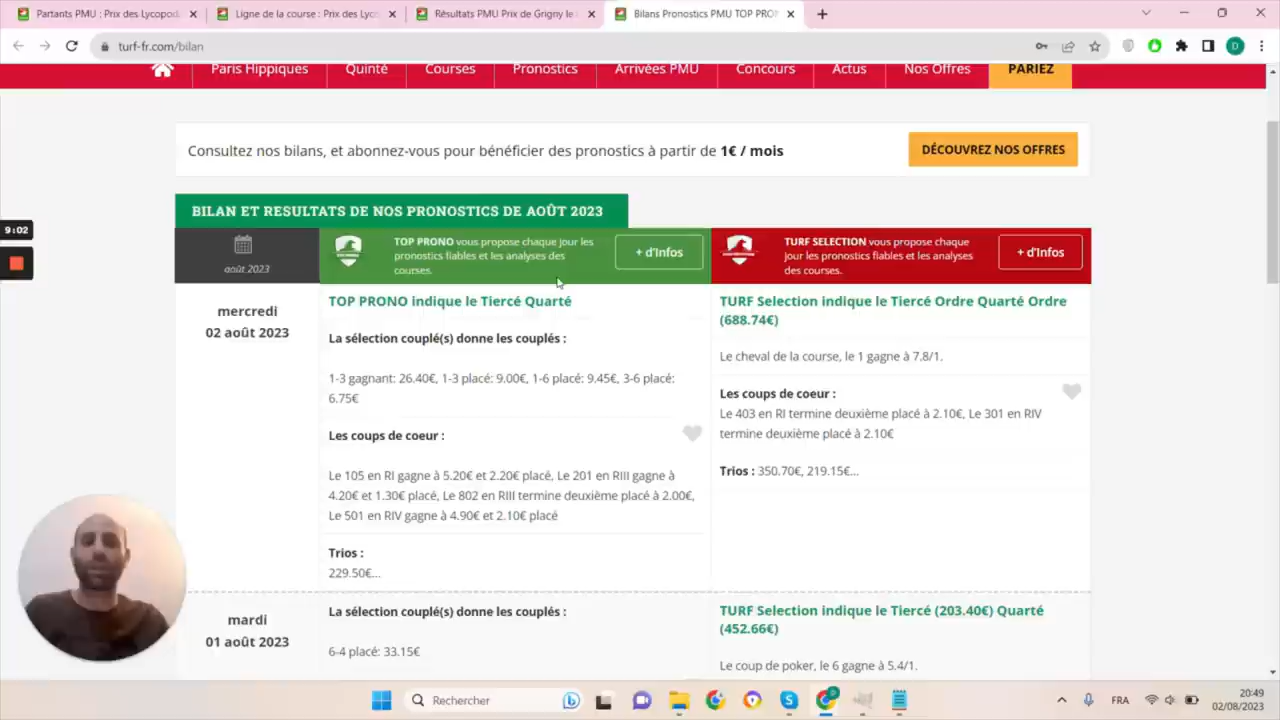 Partants PMU : Prix des Lycopod
Ligne de la course : Prix des Lyc
Résultats PMU Prix de Grigny le
Bilans Pronostics PMU TOP PRO
turf-fr.com/bilan
D
Paris Hippiques
Quinté
Courses
Pronostics
Arrivées PMU
Concours
Actus
Nos Offres
PARIEZ
Consultez nos bilans, et abonnez-vous pour bénéficier des pronostics à partir de 1€ / mois
DÉCOUVREZ NOS OFFRES
9:02
BILAN ET RESULTATS DE NOS PRONOSTICS DE AOÛT 2023
août 2023
TOP PRONO vous propose chaque jour les
pronostics fiables et les analyses des
courses.
+ d'Infos
TURF SELECTION vous propose chaque
jour les pronostics fiables et les analyses
des courses.
+ d'Infos
mercredi
02 août 2023
TOP PRONO indique le Tiercé Quarté
La sélection couplé(s) donne les couplés :
1-3 gagnant: 26.40€, 1-3 placé: 9.00€, 1-6 placé: 9.45€, 3-6 placé:
6.75€
Les coups de coeur :
Le 105 en RI gagne à 5.20€ et 2.20€ placé, Le 201 en RIII gagne à
4.20€ et 1.30€ placé, Le 802 en RIII termine deuxième placé à 2.00€,
Le 501 en RIV gagne à 4.90€ et 2.10€ placé
Trios :
229.50€...
TURF Selection indique le Tiercé Ordre Quarté Ordre
(688.74€)
Le cheval de la course, le 1 gagne à 7.8/1.
Les coups de coeur :
Le 403 en RI termine deuxième placé à 2.10€, Le 301 en RIV
termine deuxième placé à 2.10€
Trios : 350.70€, 219.15€...
mardi
01 août 2023
La sélection couplé(s) donne les couplés :
6-4 placé: 33.15€
TURF Selection indique le Tiercé (203.40€) Quarté
(452.66€)
Le coup de poker, le 6 gagne à 5.4/1.
Rechercher
FRA
20:49
02/08/2023